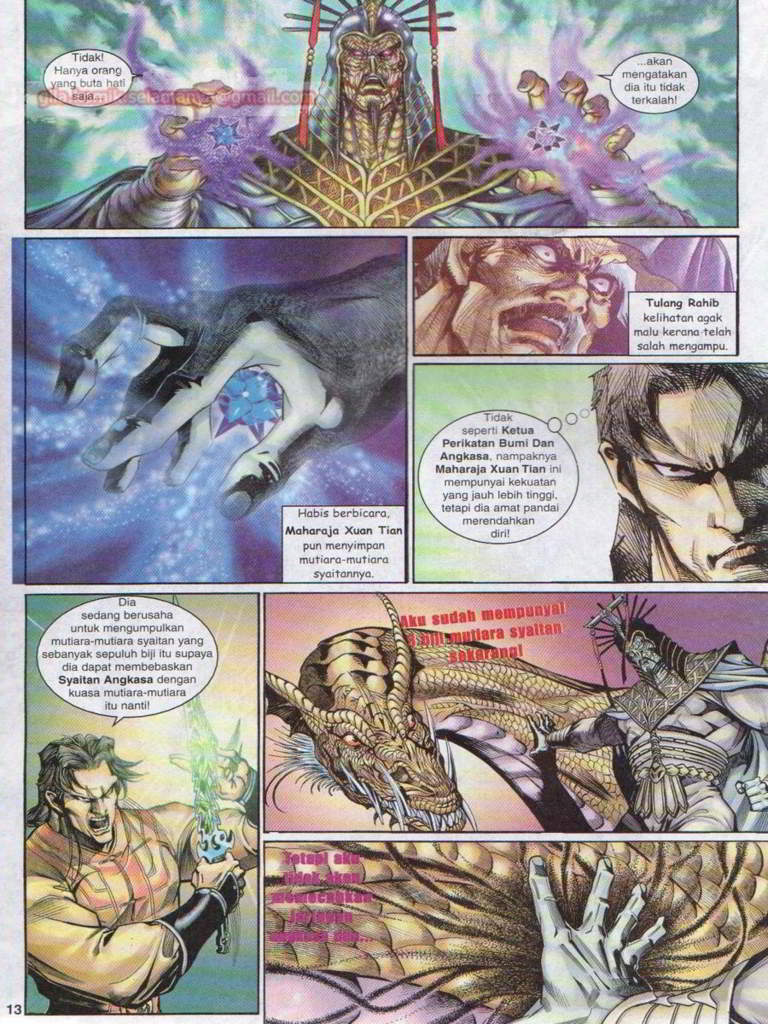 Tidak!
Hanya orang
yang buta hati
saja...
...akan
mengatakan
dia itu tidak
terkalah!
Tulang Rahib
kelihatan agak
malu kerana telah
salah mengampu.
Habis berbicara,
Maharaja Xuan Tian
pun menyimpan
mutiara-mutiara
syaitannya.
Tidak
seperti Ketua
Perikatan Bumi Dan
Angkasa, nampaknya
Maharaja Xuan Tian ini
mempunyai kekuatan
yang jauh lebih tinggi,
tetapi dia amat pandai
merendahkan
diri!
Dia
sedang berusaha
untuk mengumpulkan
mutiara-mutiara syaitan yang
sebanyak sepuluh biji itu supaya
dia dapat membebaskan
Syaitan Angkasa dengan
kuasa mutiara-mutiara
itu nanti!
Aku sudah mempunyai
biji mutiara syaitan
sekarang!
Tetapi aku
tidak akan
memecahkan
angkasa dan...
13